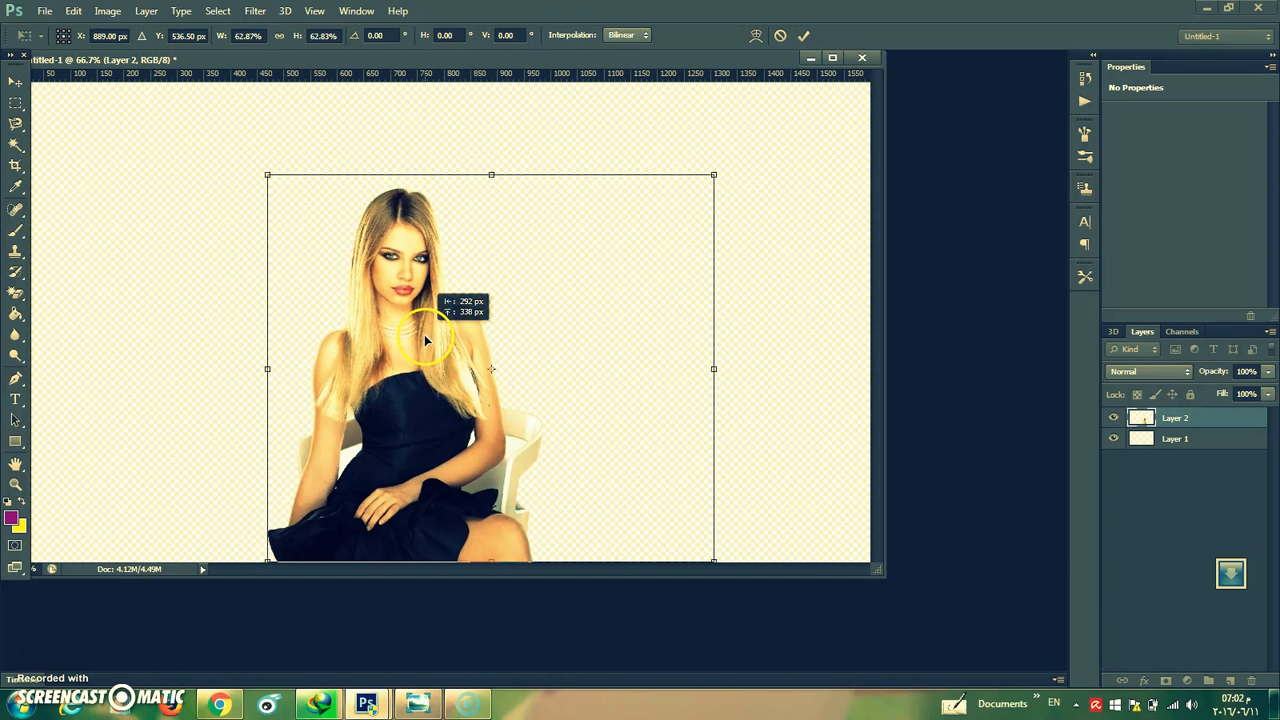 Ps File Edit Image Layer Type Select Filter 3D View Window Help
X: 889.00 px Y: 536.50 px W: 62.87% H: 62.83% 0.00 ° H: 0.00 ° V: 0.00 ° Interpolation: Bilinear Untitled-1
ntitled-1 @ 66.7% (Layer 2, RGB/8) *
50 100 150 200 250 300 350 400 450 500 550 600 650 700 750 800 850 900 950 1000 1050 1100 1150 1200 1250 1300 1350 1400 1450 1500 1550
Properties
No Properties
292 px
338 px
3D Layers Channels
Kind
Normal Opacity: 100%
Lock: Fill: 100%
Layer 2
Layer 1
% Doc: 4.12M/4.49M
Recorded with
SCREENCAST MATIC
Ps Documents EN
07:02 م
٢٠١٦/٠٦/١١